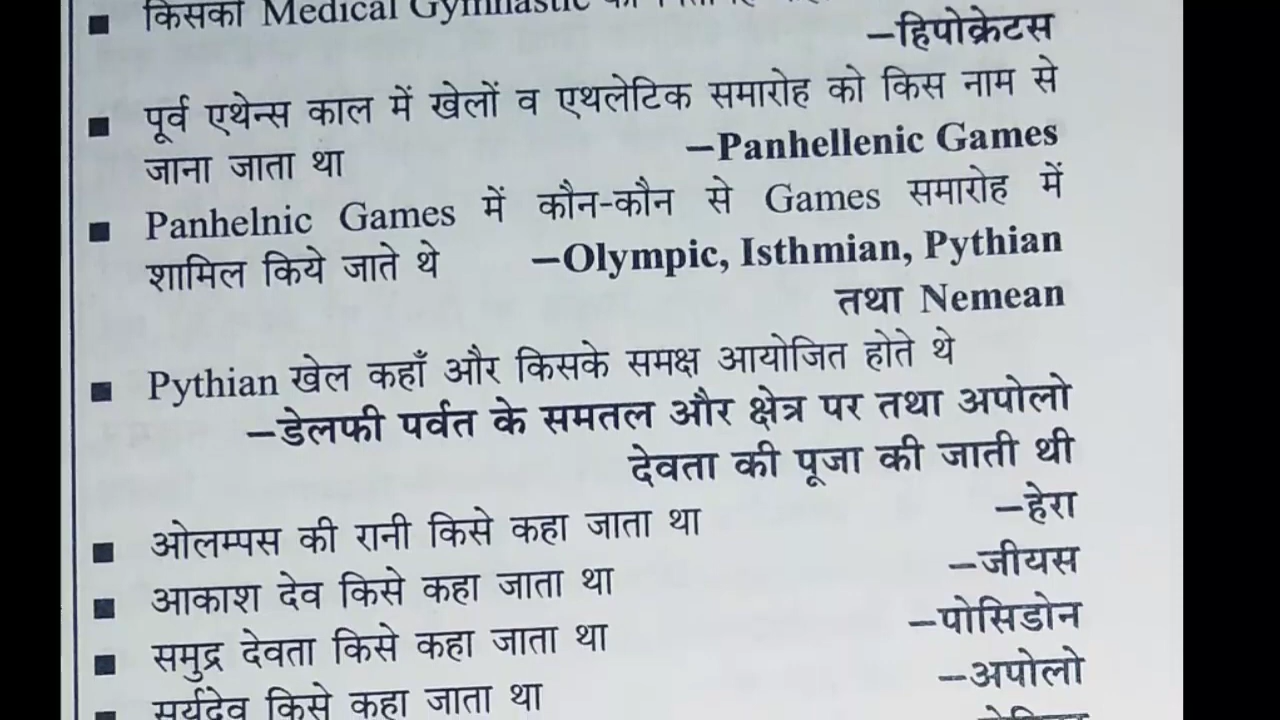 किसको Medical Gymnastic
–हिपोक्रेटस
पूर्व एथेन्स काल में खेलों व एथलेटिक समारोह को किस नाम से
जाना जाता था –Panhellenic Games
Panhelnic Games में कौन-कौन से Games समारोह में
शामिल किये जाते थे –Olympic, Isthmian, Pythian
तथा Nemean
Pythian खेल कहाँ और किसके समक्ष आयोजित होते थे
–डेलफी पर्वत के समतल और क्षेत्र पर तथा अपोलो
देवता की पूजा की जाती थी
ओलम्पस की रानी किसे कहा जाता था –हेरा
आकाश देव किसे कहा जाता था –जीयस
समुद्र देवता किसे कहा जाता था –पोसिडोन
सूर्यदेव किसे कहा जाता था –अपोलो